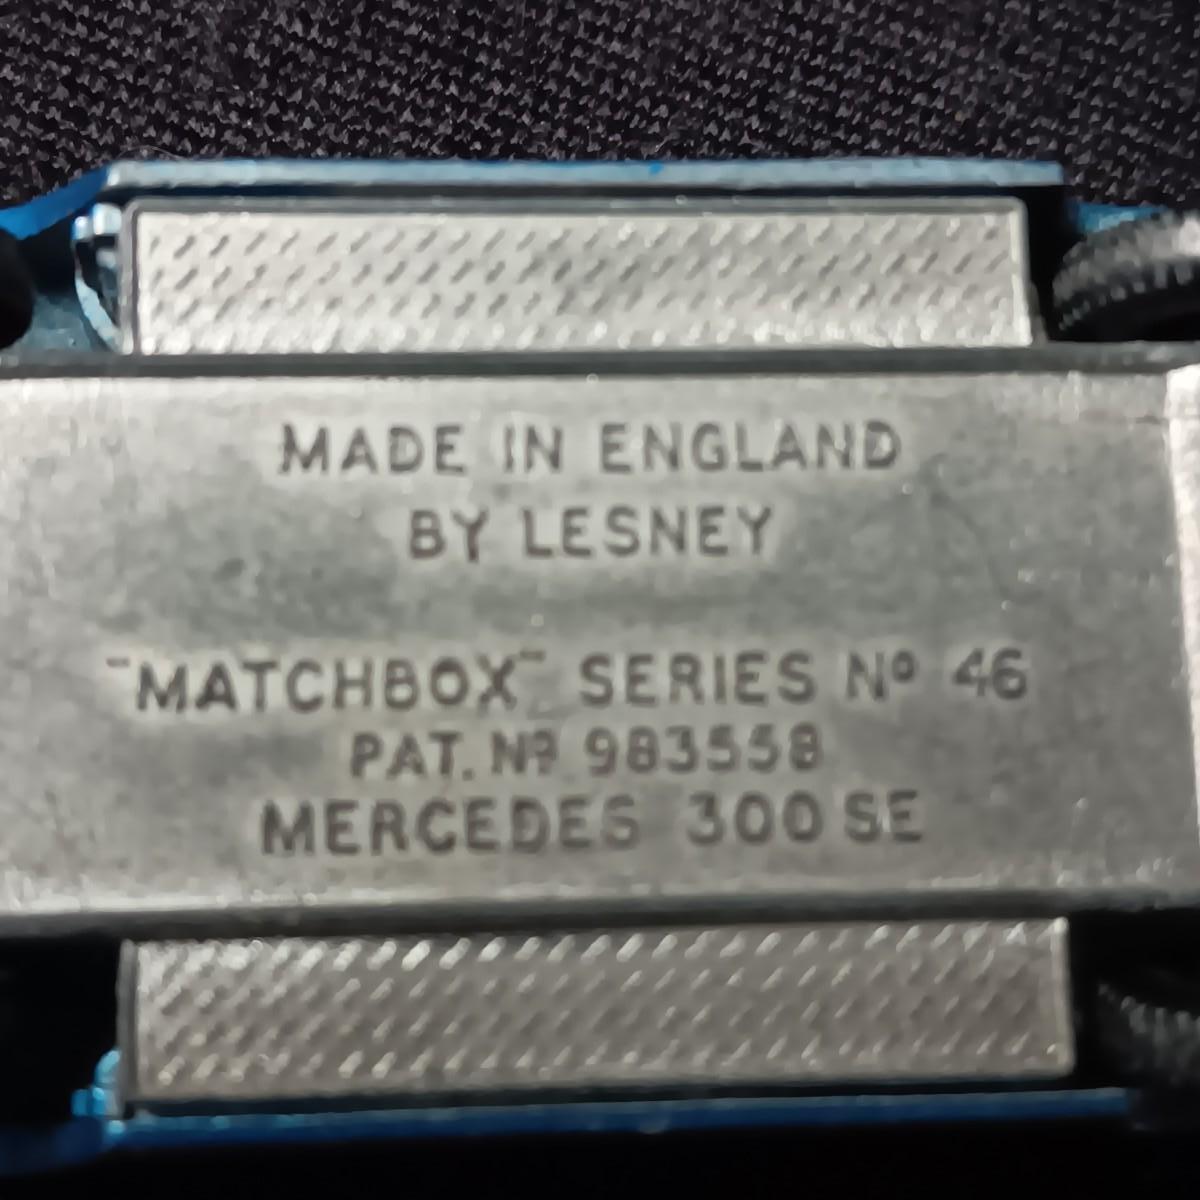 MADE IN ENGLAND
BY LESNEY
"MATCHBOX" SERIES Nº 46
PAT. Nº 983558
MERCEDES 300 SE